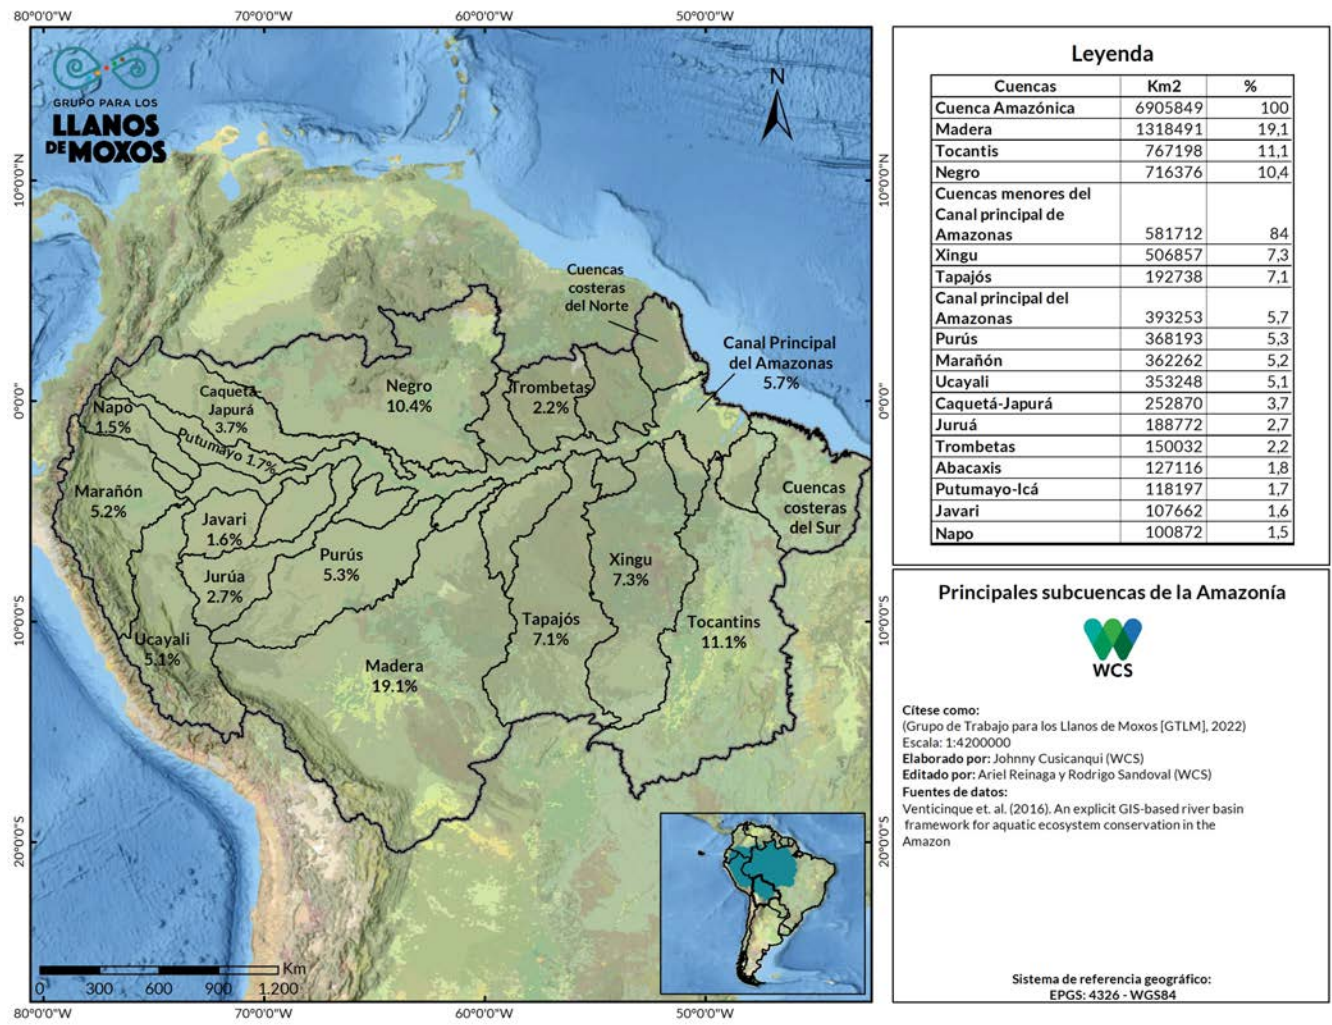 80°0'0"W 70°0'0"W 60°0'0"W 50°0'0"W
GRUPO PARA LOS
LLANOS
DE MOXOS
N
10°0'0"N
10°0'0"N
0°0'0"
0°0'0"
10°0'0"S
10°0'0"S
20°0'0"S
20°0'0"S
Cuencas
costeras
del Norte
Canal Principal
del Amazonas
5.7%
Negro
10.4%
Trombetas
2.2%
Caquetá
Japurá
3.7%
Napo
1.5%
Putumayo 1.7%
Marañón
5.2%
Javari
1.6%
Jurúa
2.7%
Purús
5.3%
Ucayali
5.1%
Madera
19.1%
Tapajós
7.1%
Xingu
7.3%
Tocantins
11.1%
Cuencas
costeras
del Sur
Km
0 300 600 900 1.200
80°0'0"W 70°0'0"W 60°0'0"W 50°0'0"W
Leyenda
Cuencas Km2 %
Cuenca Amazónica 6905849 100
Madera 1318491 19,1
Tocantis 767198 11,1
Negro 716376 10,4
Cuencas menores del
Canal principal de
Amazonas 581712 84
Xingu 506857 7,3
Tapajós 192738 7,1
Canal principal del
Amazonas 393253 5,7
Purús 368193 5,3
Marañón 362262 5,2
Ucayali 353248 5,1
Caquetá-Japurá 252870 3,7
Juruá 188772 2,7
Trombetas 150032 2,2
Abacaxis 127116 1,8
Putumayo-Icá 118197 1,7
Javari 107662 1,6
Napo 100872 1,5
Principales subcuencas de la Amazonía
WCS
Cítese como:
(Grupo de Trabajo para los Llanos de Moxos [GTLM], 2022)
Escala: 1:4200000
Elaborado por: Johnny Cusicanqui (WCS)
Editado por: Ariel Reinaga y Rodrigo Sandoval (WCS)
Fuentes de datos:
Venticinque et. al. (2016). An explicit GIS-based river basin
framework for aquatic ecosystem conservation in the
Amazon
Sistema de referencia geográfico:
EPGS: 4326 - WGS84